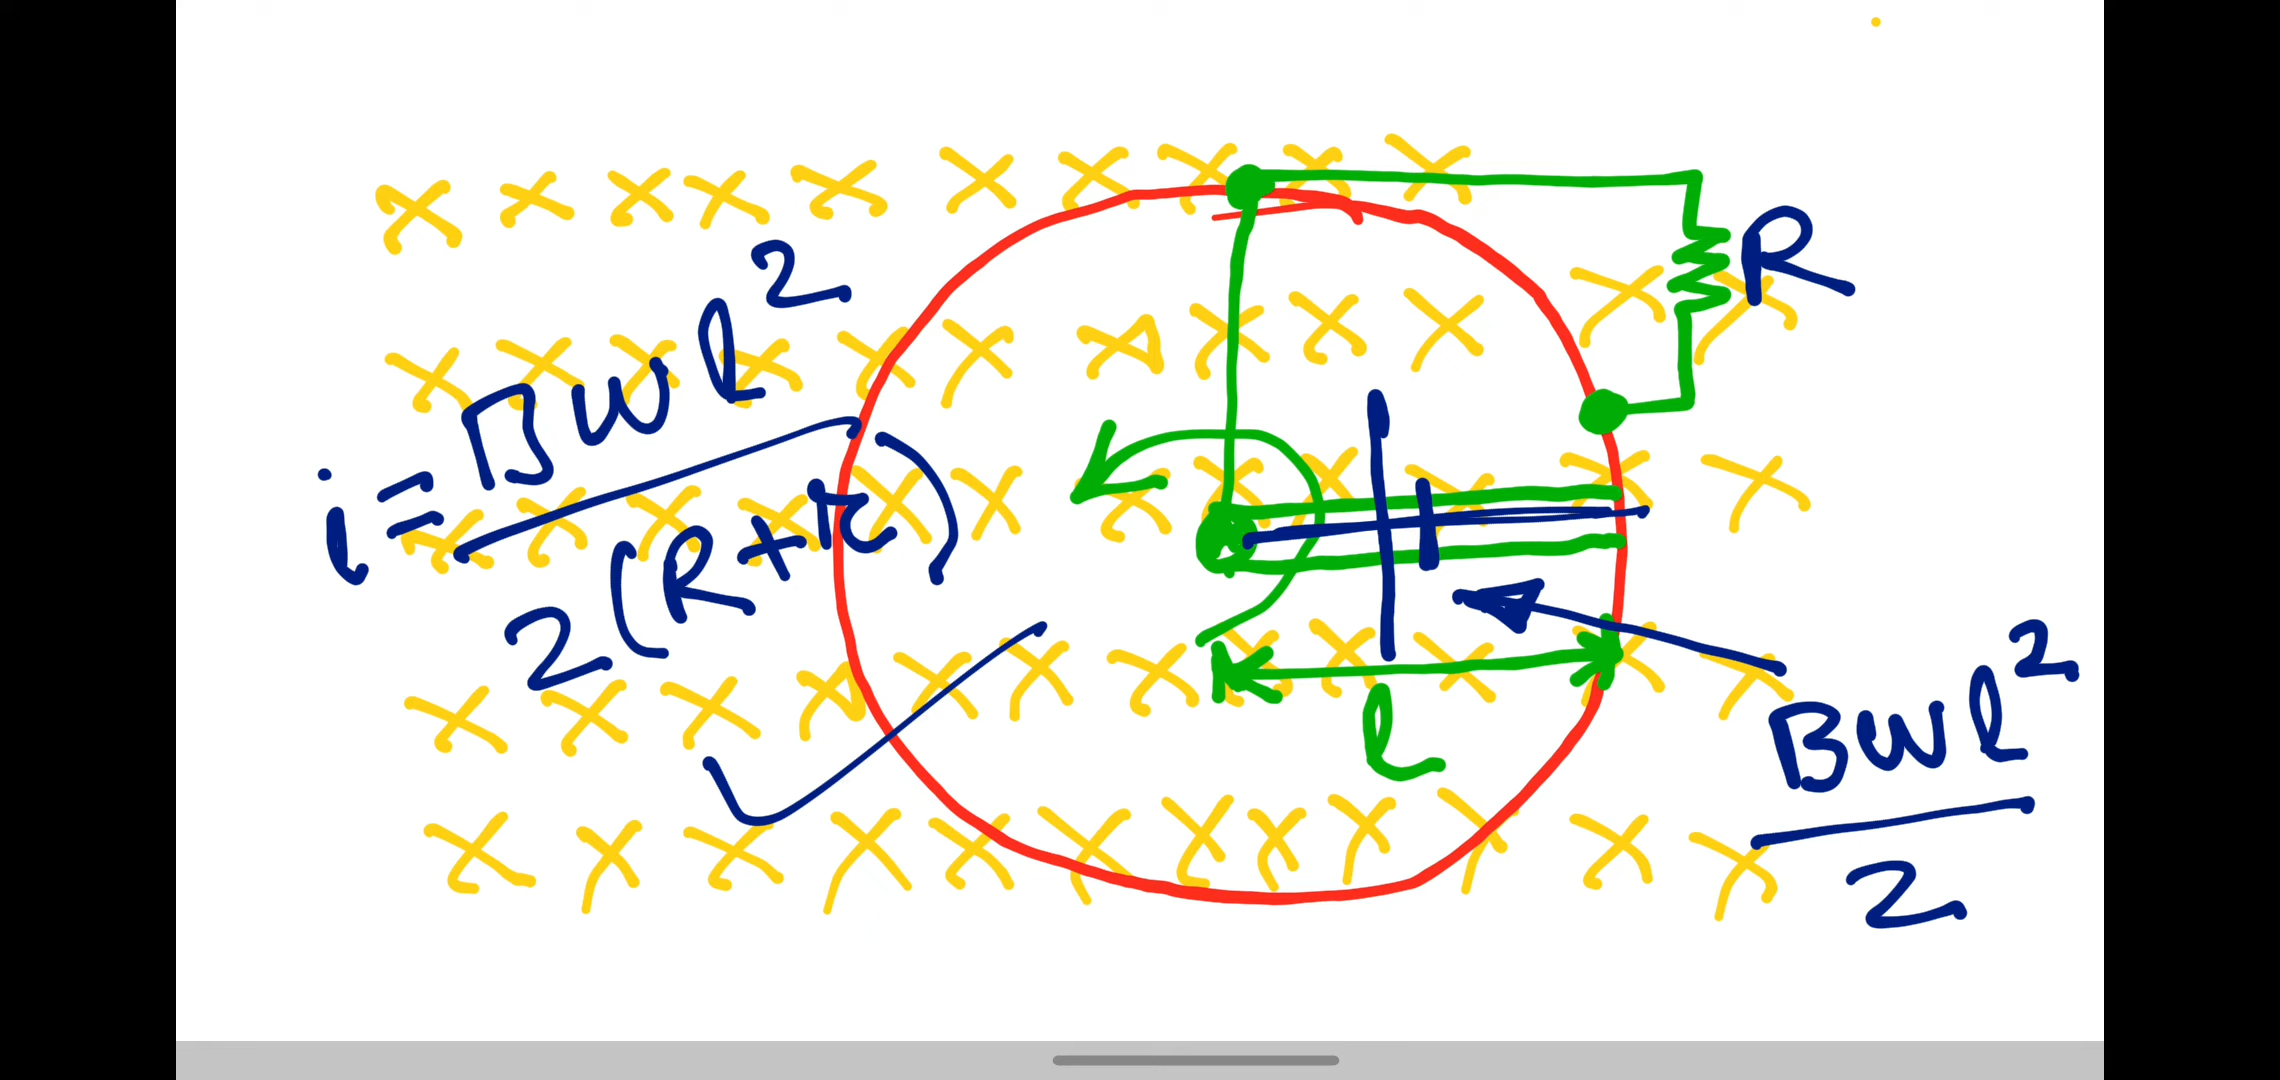 R
i = Bωl²
2(R+r)
l
Bωl²
2